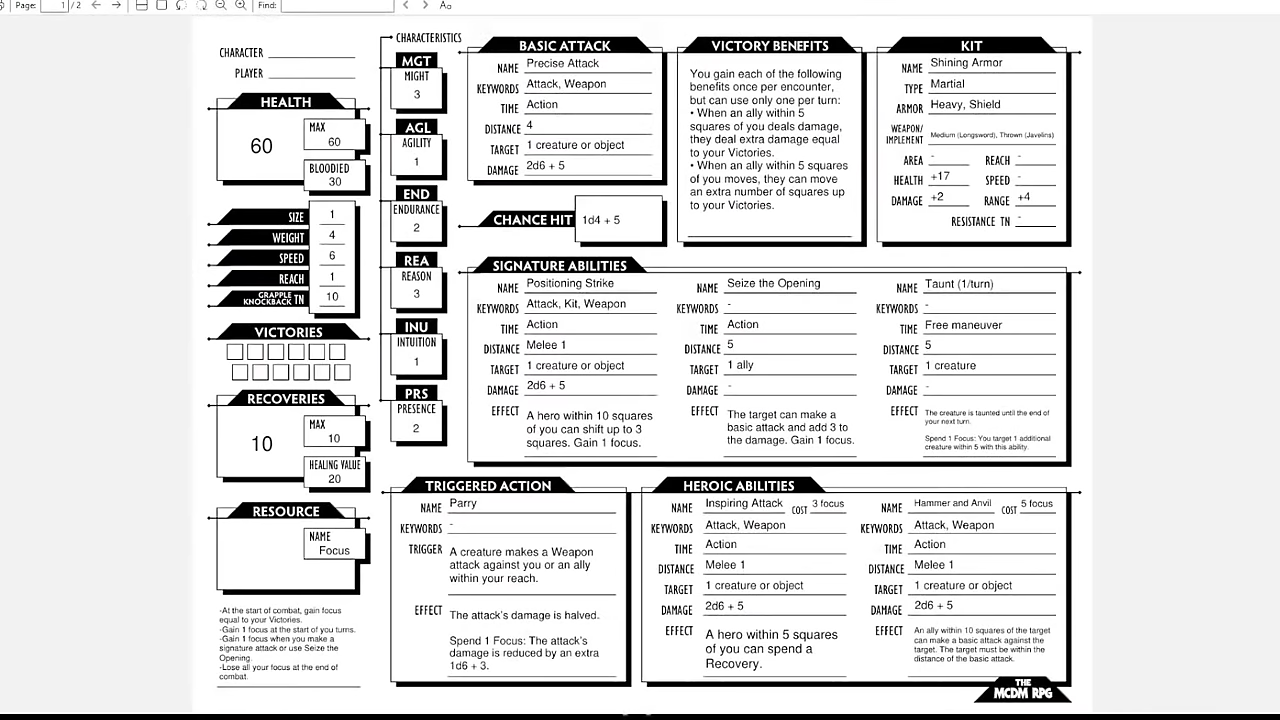 Page: 1 / 2 Find: Aa
CHARACTER
PLAYER
HEALTH
60
MAX
60
BLOODIED
30
SIZE 1
WEIGHT 4
SPEED 6
REACH 1
GRAPPLE
KNOCKBACK TN 10
VICTORIES
RECOVERIES
10
MAX
10
HEALING VALUE
20
RESOURCE
NAME
Focus
-At the start of combat, gain focus
equal to your Victories.
-Gain 1 focus at the start of you turns.
-Gain 1 focus when you make a
signature attack or use Seize the
Opening.
-Lose all your focus at the end of
combat.
CHARACTERISTICS
MGT
MIGHT
3
AGL
AGILITY
1
END
ENDURANCE
2
REA
REASON
3
INU
INTUITION
1
PRS
PRESENCE
2
BASIC ATTACK
NAME Precise Attack
KEYWORDS Attack, Weapon
TIME Action
DISTANCE 4
TARGET 1 creature or object
DAMAGE 2d6 + 5
CHANCE HIT 1d4 + 5
VICTORY BENEFITS
You gain each of the following
benefits once per encounter,
but can use only one per turn:
• When an ally within 5
squares of you deals damage,
they deal extra damage equal
to your Victories.
• When an ally within 5 squares
of you moves, they can move
an extra number of squares up
to your Victories.
KIT
NAME Shining Armor
TYPE Martial
ARMOR Heavy, Shield
WEAPON/
IMPLEMENT Medium (Longsword), Thrown (Javelins)
AREA - REACH -
HEALTH +17 SPEED -
DAMAGE +2 RANGE +4
RESISTANCE TN -
SIGNATURE ABILITIES
NAME Positioning Strike
KEYWORDS Attack, Kit, Weapon
TIME Action
DISTANCE Melee 1
TARGET 1 creature or object
DAMAGE 2d6 + 5
EFFECT A hero within 10 squares
of you can shift up to 3
squares. Gain 1 focus.
NAME Seize the Opening
KEYWORDS -
TIME Action
DISTANCE 5
TARGET 1 ally
DAMAGE -
EFFECT The target can make a
basic attack and add 3 to
the damage. Gain 1 focus.
NAME Taunt (1/turn)
KEYWORDS -
TIME Free maneuver
DISTANCE 5
TARGET 1 creature
DAMAGE -
EFFECT The creature is taunted until the end of
your next turn.
Spend 1 Focus: You target 1 additional
creature within 5 with this ability.
TRIGGERED ACTION
NAME Parry
KEYWORDS -
TRIGGER A creature makes a Weapon
attack against you or an ally
within your reach.
EFFECT The attack's damage is halved.
Spend 1 Focus: The attack's
damage is reduced by an extra
1d6 + 3.
HEROIC ABILITIES
NAME Inspiring Attack COST 3 focus
KEYWORDS Attack, Weapon
TIME Action
DISTANCE Melee 1
TARGET 1 creature or object
DAMAGE 2d6 + 5
EFFECT A hero within 5 squares
of you can spend a
Recovery.
NAME Hammer and Anvil COST 5 focus
KEYWORDS Attack, Weapon
TIME Action
DISTANCE Melee 1
TARGET 1 creature or object
DAMAGE 2d6 + 5
EFFECT An ally within 10 squares of the target
can make a basic attack against the
target. The target must be within the
distance of the basic attack.
THE
MCDM RPG